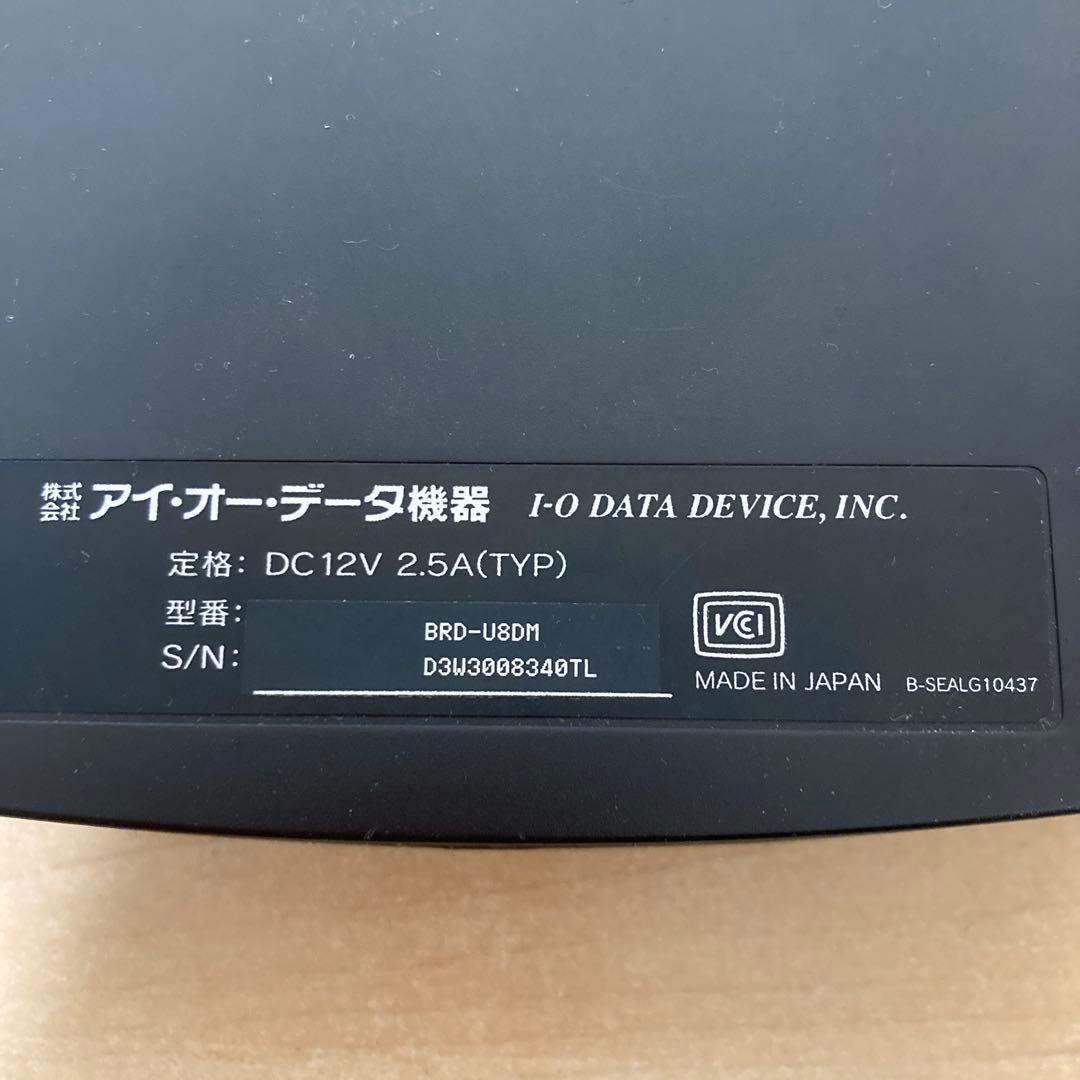 株式会社 アイ・オー・データ機器 I-O DATA DEVICE, INC.
定格: DC12V 2.5A(TYP)
型番: BRD-U8DM
S/N: D3W3008340TL
VCCI
MADE IN JAPAN B-SEALG10437